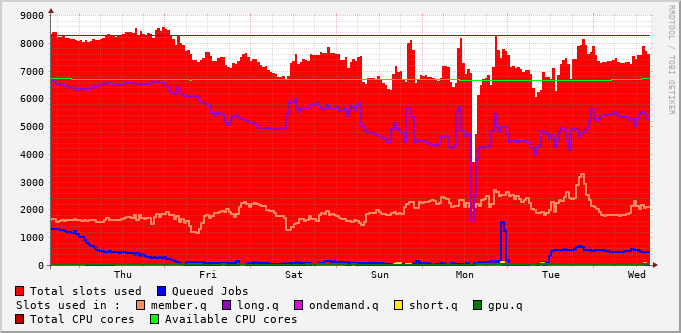 RRDTOOL / TOBI OETIKER
9000
8000
7000
6000
5000
4000
3000
2000
1000
0
Thu Fri Sat Sun Mon Tue Wed
Total slots used Queued Jobs
Slots used in : member.q long.q ondemand.q short.q gpu.q
Total CPU cores Available CPU cores